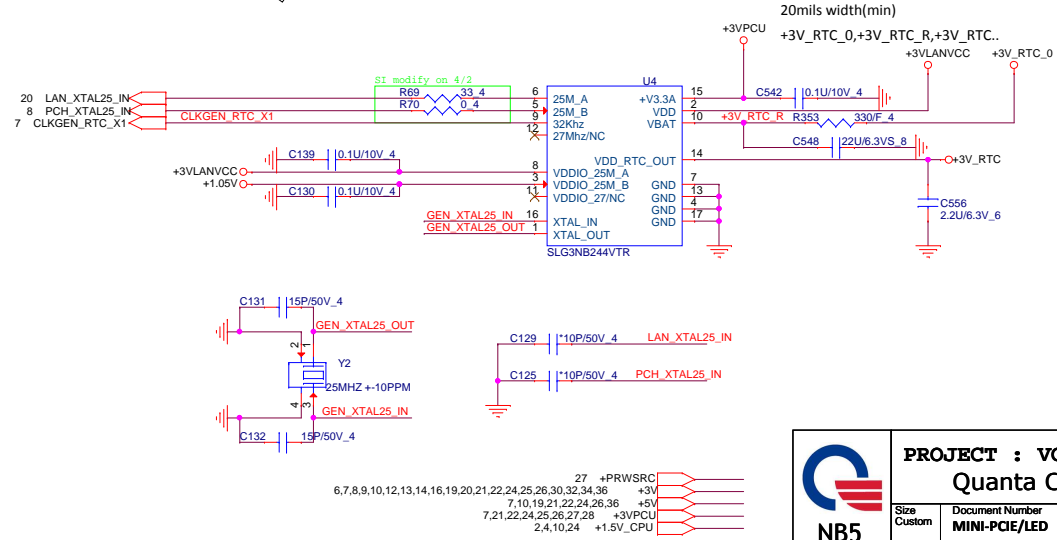 20mils width(min)
+3VPCU
+3V_RTC_0,+3V_RTC_R,+3V_RTC..
+3VLANVCC
+3V_RTC_0
SI modify on 4/2
U4
20 LAN_XTAL25_IN
R69 33_4
6 25M_A
+V3.3A 15
C542 0.1U/10V_4
8 PCH_XTAL25_IN
R70 0_4
5 25M_B
VDD 2
7 CLKGEN_RTC_X1
CLKGEN_RTC_X1
9 32Khz
VBAT 10
+3V_RTC_R
R353 330/F_4
12 27Mhz/NC
C548 22U/6.3VS_8
C139 0.1U/10V_4
VDD_RTC_OUT 14
+3V_RTC
+3VLANVCC
8 VDDIO_25M_A
+1.05V
3 VDDIO_25M_B
GND 7
C130 0.1U/10V_4
11 VDDIO_27/NC
GND 13
GND 4
C556
2.2U/6.3V_6
GEN_XTAL25_IN 16 XTAL_IN
GND 17
GEN_XTAL25_OUT 1 XTAL_OUT
SLG3NB244VTR
C131 15P/50V_4
GEN_XTAL25_OUT
2 1
Y2
25MHZ +-10PPM
4 3
GEN_XTAL25_IN
C132 15P/50V_4
C129 *10P/50V_4 LAN_XTAL25_IN
C125 *10P/50V_4 PCH_XTAL25_IN
27 +PRWSRC
6,7,8,9,10,12,13,14,16,19,20,21,22,24,25,26,30,32,34,36 +3V
7,10,19,21,22,24,26,36 +5V
7,21,22,24,25,26,27,28 +3VPCU
2,4,10,24 +1.5V_CPU
NB5
PROJECT : VO
Quanta C
Size
Custom
Document Number
MINI-PCIE/LED